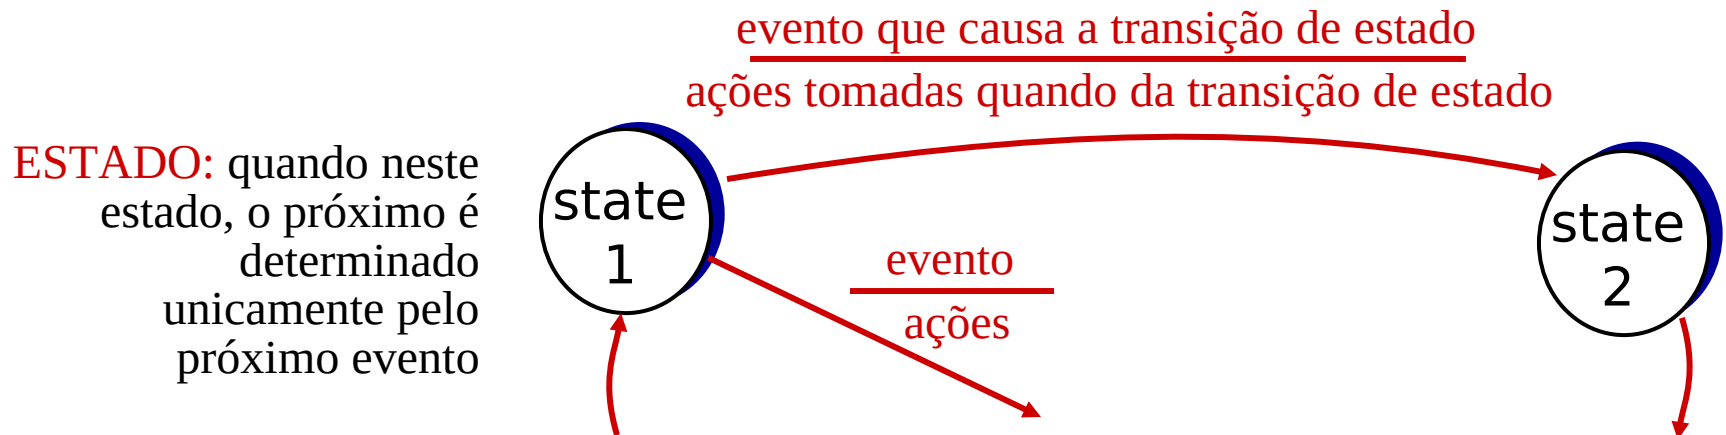 evento que causa a transição de estado
ações tomadas quando da transição de estado
ESTADO: quando neste
estado, o próximo é
determinado
unicamente pelo
próximo evento
state
1
evento
ações
state
2